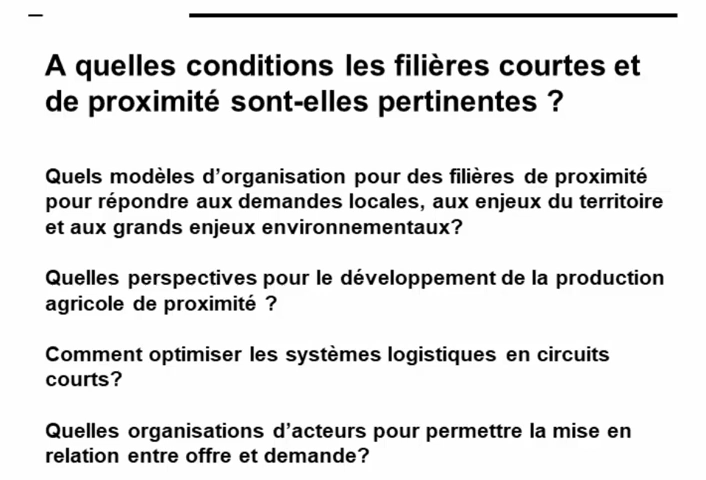 A quelles conditions les filières courtes et
de proximité sont-elles pertinentes ?
Quels modèles d’organisation pour des filières de proximité
pour répondre aux demandes locales, aux enjeux du territoire
et aux grands enjeux environnementaux?
Quelles perspectives pour le développement de la production
agricole de proximité ?
Comment optimiser les systèmes logistiques en circuits
courts?
Quelles organisations d’acteurs pour permettre la mise en
relation entre offre et demande?